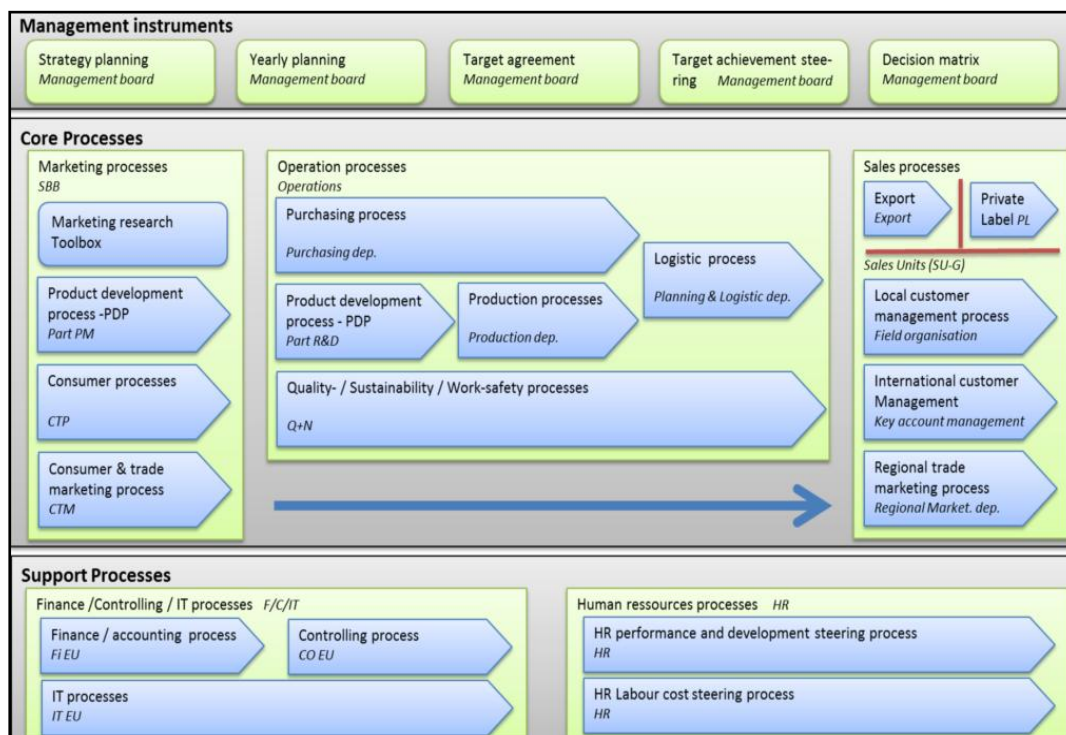 Management instruments
Strategy planning
Management board
Yearly planning
Management board
Target agreement
Management board
Target achievement stee-
ring Management board
Decision matrix
Management board
Core Processes
Marketing processes
SBB
Marketing research
Toolbox
Product development
process -PDP
Part PM
Consumer processes
CTP
Consumer & trade
marketing process
CTM
Operation processes
Operations
Purchasing process
Purchasing dep.
Product development
process - PDP
Part R&D
Production processes
Production dep.
Logistic process
Planning & Logistic dep.
Quality- / Sustainability / Work-safety processes
Q+N
Sales processes
Export
Export
Private
Label PL
Sales Units (SU-G)
Local customer
management process
Field organisation
International customer
Management
Key account management
Regional trade
marketing process
Regional Market. dep.
Support Processes
Finance /Controlling / IT processes F/C/IT
Finance / accounting process
Fi EU
Controlling process
CO EU
IT processes
IT EU
Human ressources processes HR
HR performance and development steering process
HR
HR Labour cost steering process
HR